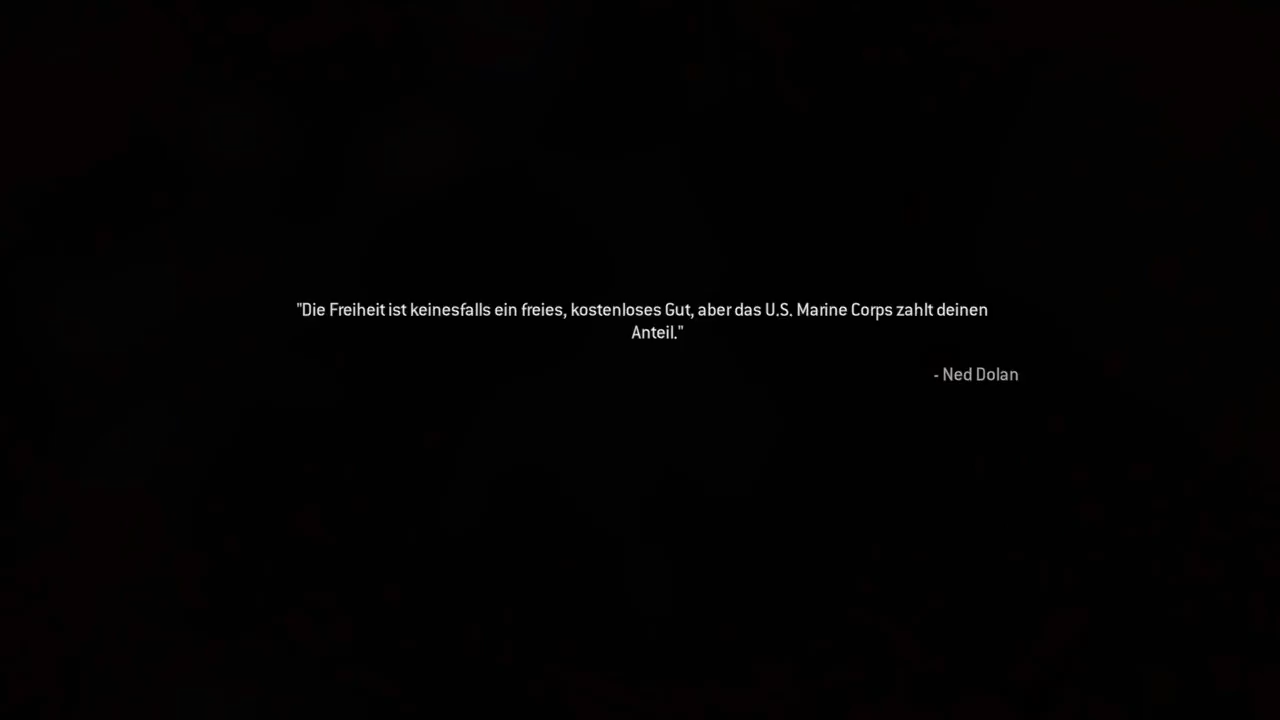 "Die Freiheit ist keinesfalls ein freies, kostenloses Gut, aber das U.S. Marine Corps zahlt deinen
Anteil."
- Ned Dolan